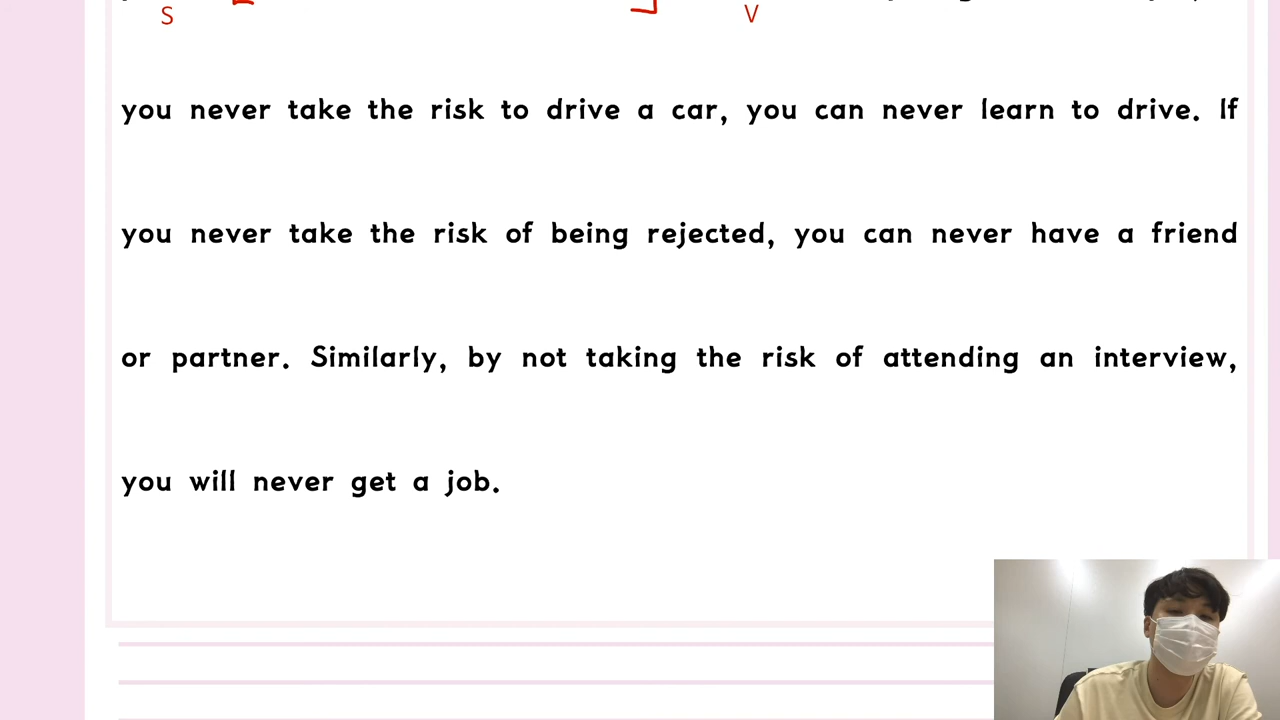 S V
you never take the risk to drive a car, you can never learn to drive. If
you never take the risk of being rejected, you can never have a friend
or partner. Similarly, by not taking the risk of attending an interview,
you will never get a job.